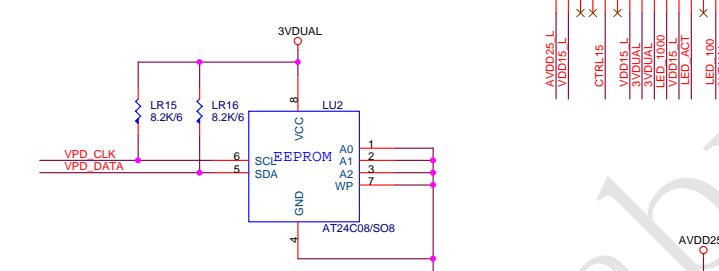 3VDUAL
LR15
8.2K/6
LR16
8.2K/6
LU2
8
VCC
VPD_CLK
6
SCL
EEPROM
A0
1
VPD_DATA
5
SDA
A1
2
A2
3
WP
7
GND
4
AT24C08/SO8
AVDD25_L
VDD15_L
CTRL15
VDD15_L
3VDUAL
3VDUAL
LED_1000
VDD15_L
LED_ACT
LED_100
AVDD25